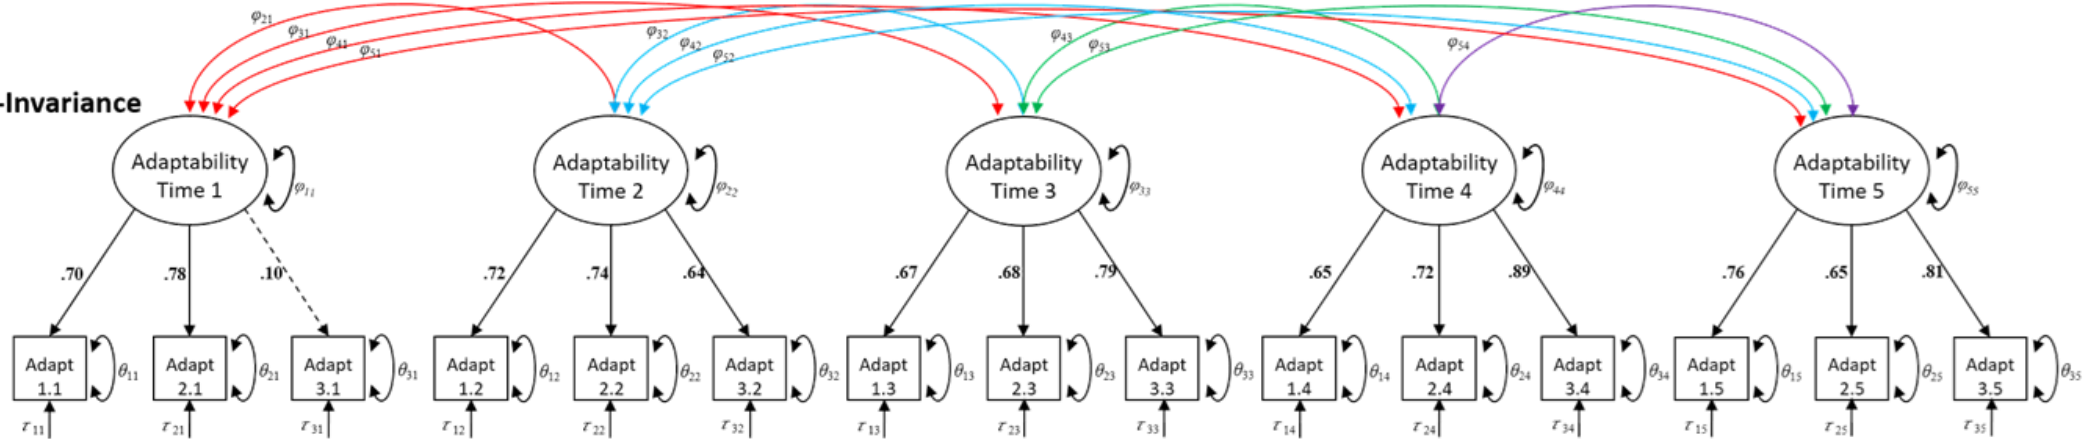 φ21
φ31
φ41
φ51
φ32
φ42
φ52
φ43
φ53
φ54
-Invariance
Adaptability
Time 1
φ11
Adaptability
Time 2
φ22
Adaptability
Time 3
φ33
Adaptability
Time 4
φ44
Adaptability
Time 5
φ55
.70 .78 .10 .72 .74 .64 .67 .68 .79 .65 .72 .89 .76 .65 .81
Adapt
1.1
θ11
Adapt
2.1
θ21
Adapt
3.1
θ31
Adapt
1.2
θ12
Adapt
2.2
θ22
Adapt
3.2
θ32
Adapt
1.3
θ13
Adapt
2.3
θ23
Adapt
3.3
θ33
Adapt
1.4
θ14
Adapt
2.4
θ24
Adapt
3.4
θ34
Adapt
1.5
θ15
Adapt
2.5
θ25
Adapt
3.5
θ35
τ11 τ21 τ31 τ12 τ22 τ32 τ13 τ23 τ33 τ14 τ24 τ34 τ15 τ25 τ35